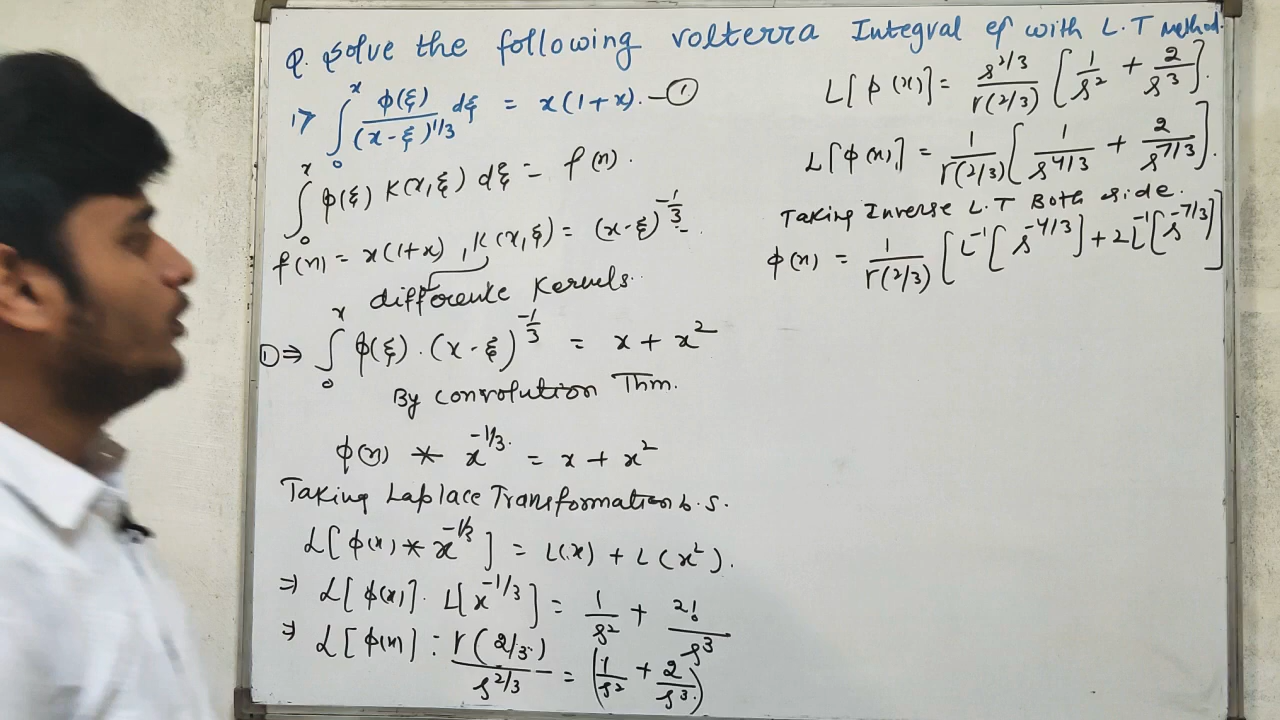 Q. Solve the following volterra Integral eq with L.T method.
1> ∫₀ˣ φ(ξ)/(x-ξ)^1/3 dξ = x(1+x). —①
∫₀ˣ φ(ξ) K(x,ξ) dξ = f(x).
f(x) = x(1+x), K(x,ξ) = (x-ξ)^-1/3.
difference Kernels.
①⇒ ∫₀ˣ φ(ξ).(x-ξ)^-1/3 = x + x²
By convolution Thm.
φ(x) * x^-1/3. = x + x²
Taking Laplace Transformation b.s.
L[φ(x) * x^-1/3] = L(x) + L(x²).
⇒ L[φ(x)]. L[x^-1/3] = 1/s² + 2!/s³
⇒ L[φ(x)] : Γ(2/3)/s^2/3 = (1/s² + 2/s³)
L[φ(x)] = s^2/3/Γ(2/3) [1/s² + 2/s³].
L[φ(x)] = 1/Γ(2/3) [1/s^4/3 + 2/s^7/3].
Taking Inverse L.T Both side.
φ(x) = 1/Γ(2/3) [L^-1[s^-4/3] + 2L^-1[s^-7/3]]